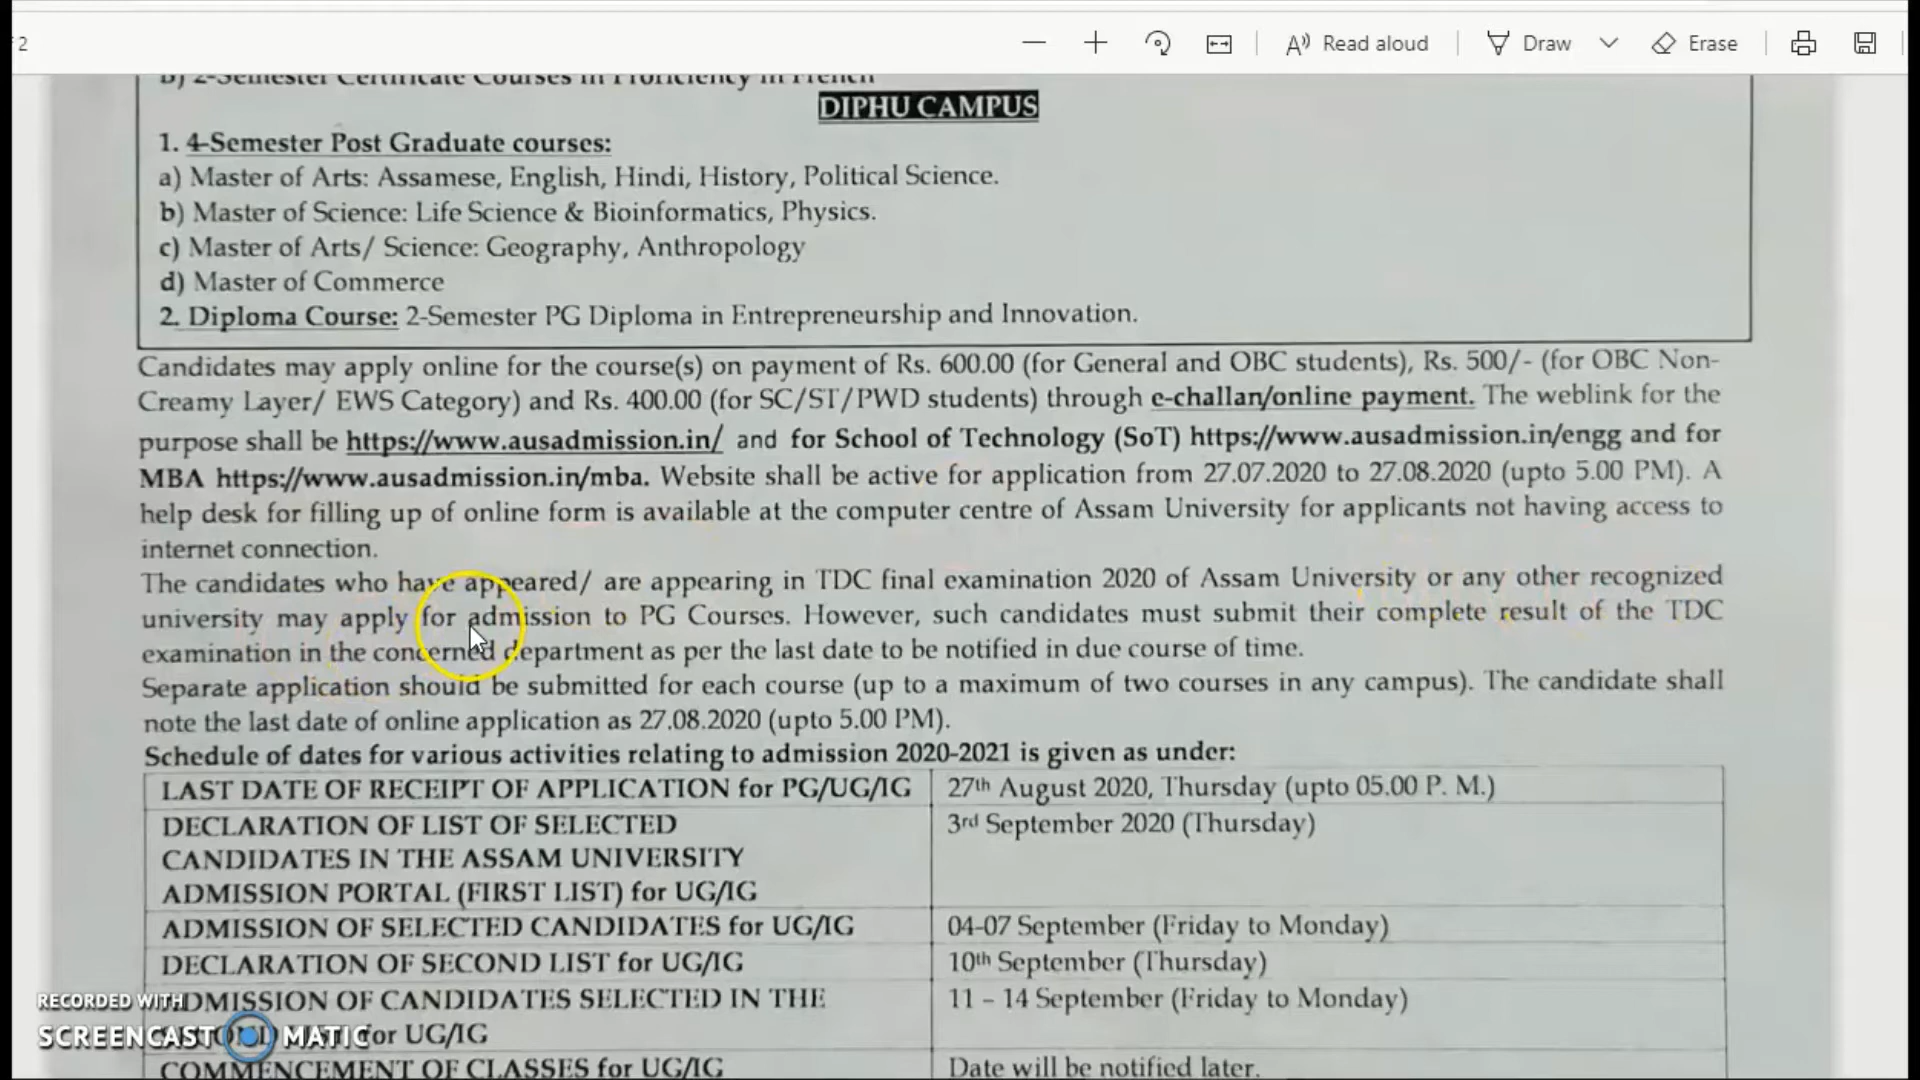 2
Read aloud
Draw
Erase
b) 2-Semester Certificate Courses in Proficiency in French
DIPHU CAMPUS
1. 4-Semester Post Graduate courses:
a) Master of Arts: Assamese, English, Hindi, History, Political Science.
b) Master of Science: Life Science & Bioinformatics, Physics.
c) Master of Arts/ Science: Geography, Anthropology
d) Master of Commerce
2. Diploma Course: 2-Semester PG Diploma in Entrepreneurship and Innovation.
Candidates may apply online for the course(s) on payment of Rs. 600.00 (for General and OBC students), Rs. 500/- (for OBC Non-
Creamy Layer/ EWS Category) and Rs. 400.00 (for SC/ST/PWD students) through e-challan/online payment. The weblink for the
purpose shall be https://www.ausadmission.in/ and for School of Technology (SoT) https://www.ausadmission.in/engg and for
MBA https://www.ausadmission.in/mba. Website shall be active for application from 27.07.2020 to 27.08.2020 (upto 5.00 PM). A
help desk for filling up of online form is available at the computer centre of Assam University for applicants not having access to
internet connection.
The candidates who have appeared/ are appearing in TDC final examination 2020 of Assam University or any other recognized
university may apply for admission to PG Courses. However, such candidates must submit their complete result of the TDC
examination in the concerned department as per the last date to be notified in due course of time.
Separate application should be submitted for each course (up to a maximum of two courses in any campus). The candidate shall
note the last date of online application as 27.08.2020 (upto 5.00 PM).
Schedule of dates for various activities relating to admission 2020-2021 is given as under:
LAST DATE OF RECEIPT OF APPLICATION for PG/UG/IG 27th August 2020, Thursday (upto 05.00 P. M.)
DECLARATION OF LIST OF SELECTED 3rd September 2020 (Thursday)
CANDIDATES IN THE ASSAM UNIVERSITY
ADMISSION PORTAL (FIRST LIST) for UG/IG
ADMISSION OF SELECTED CANDIDATES for UG/IG 04-07 September (Friday to Monday)
DECLARATION OF SECOND LIST for UG/IG 10th September (Thursday)
ADMISSION OF CANDIDATES SELECTED IN THE 11 – 14 September (Friday to Monday)
for UG/IG
COMMENCEMENT OF CLASSES for UG/IG Date will be notified later.
RECORDED WITH
SCREENCAST MATIC